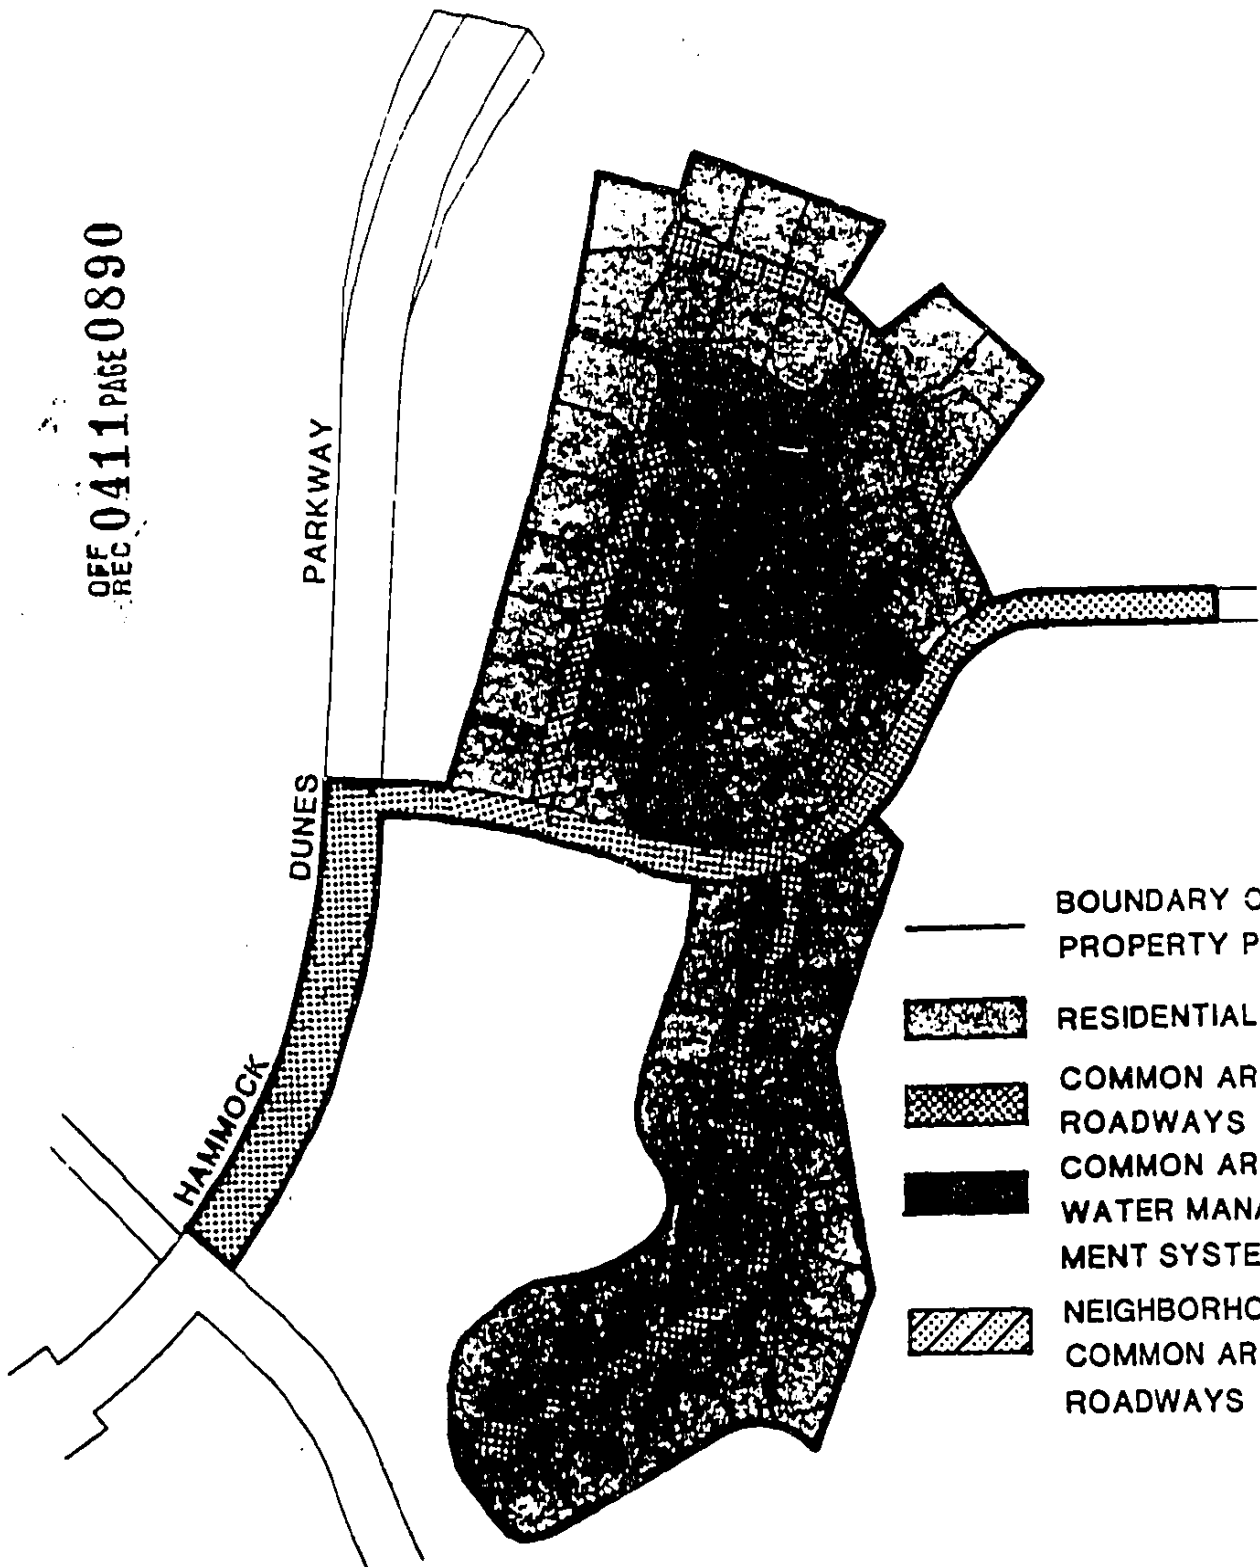 OFF REC 0411 PAGE 0890
PARKWAY
DUNES
HAMMOCK
BOUNDARY
PROPERTY P
RESIDENTIAL
COMMON AR
ROADWAYS
COMMON AR
WATER MANA
MENT SYSTE
NEIGHBORHO
COMMON AR
ROADWAYS